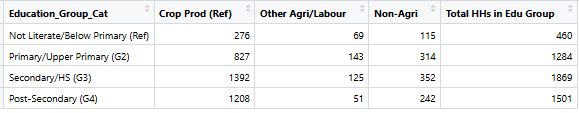 Education_Group_Cat Crop Prod (Ref) Other Agri/Labour Non-Agri Total HHs in Edu Group
Not Literate/Below Primary (Ref) 276 69 115 460
Primary/Upper Primary (G2) 827 143 314 1284
Secondary/HS (G3) 1392 125 352 1869
Post-Secondary (G4) 1208 51 242 1501